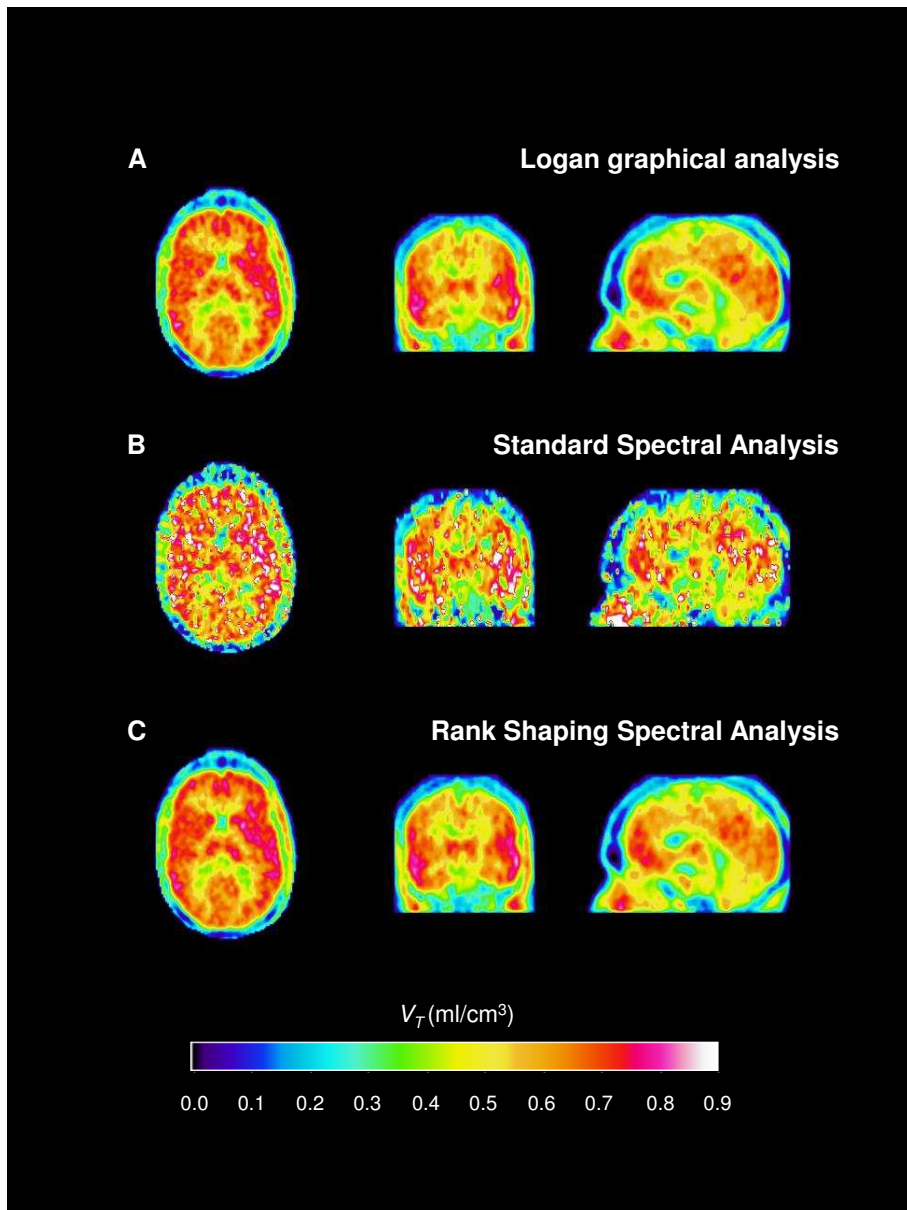 A
Logan graphical analysis
B
Standard Spectral Analysis
C
Rank Shaping Spectral Analysis
V_T (ml/cm³)
0.0 0.1 0.2 0.3 0.4 0.5 0.6 0.7 0.8 0.9